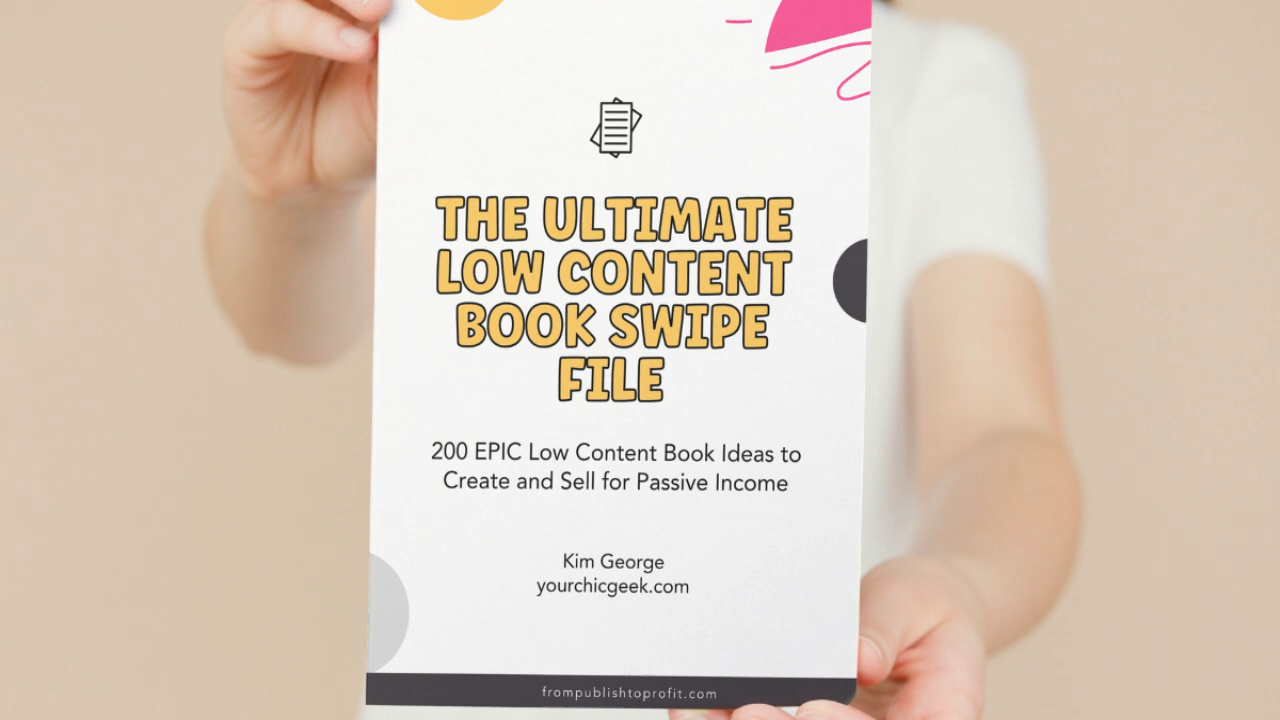 THE ULTIMATE
LOW CONTENT
BOOK SWIPE
FILE
200 EPIC Low Content Book Ideas to
Create and Sell for Passive Income
Kim George
yourchicgeek.com
frompublishtoprofit.com